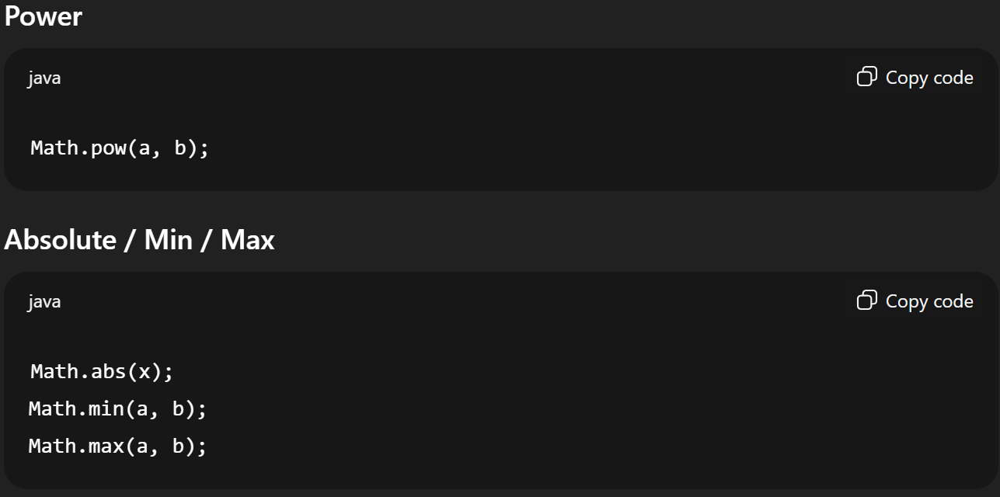 Power
java
Copy code
Math.pow(a, b);
Absolute / Min / Max
java
Copy code
Math.abs(x);
Math.min(a, b);
Math.max(a, b);